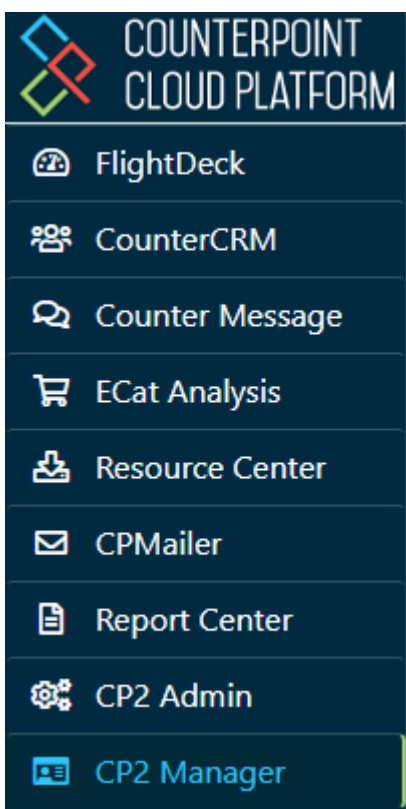 COUNTERPOINT
CLOUD PLATFORM
FlightDeck
CounterCRM
Counter Message
ECat Analysis
Resource Center
CPMailer
Report Center
CP2 Admin
CP2 Manager